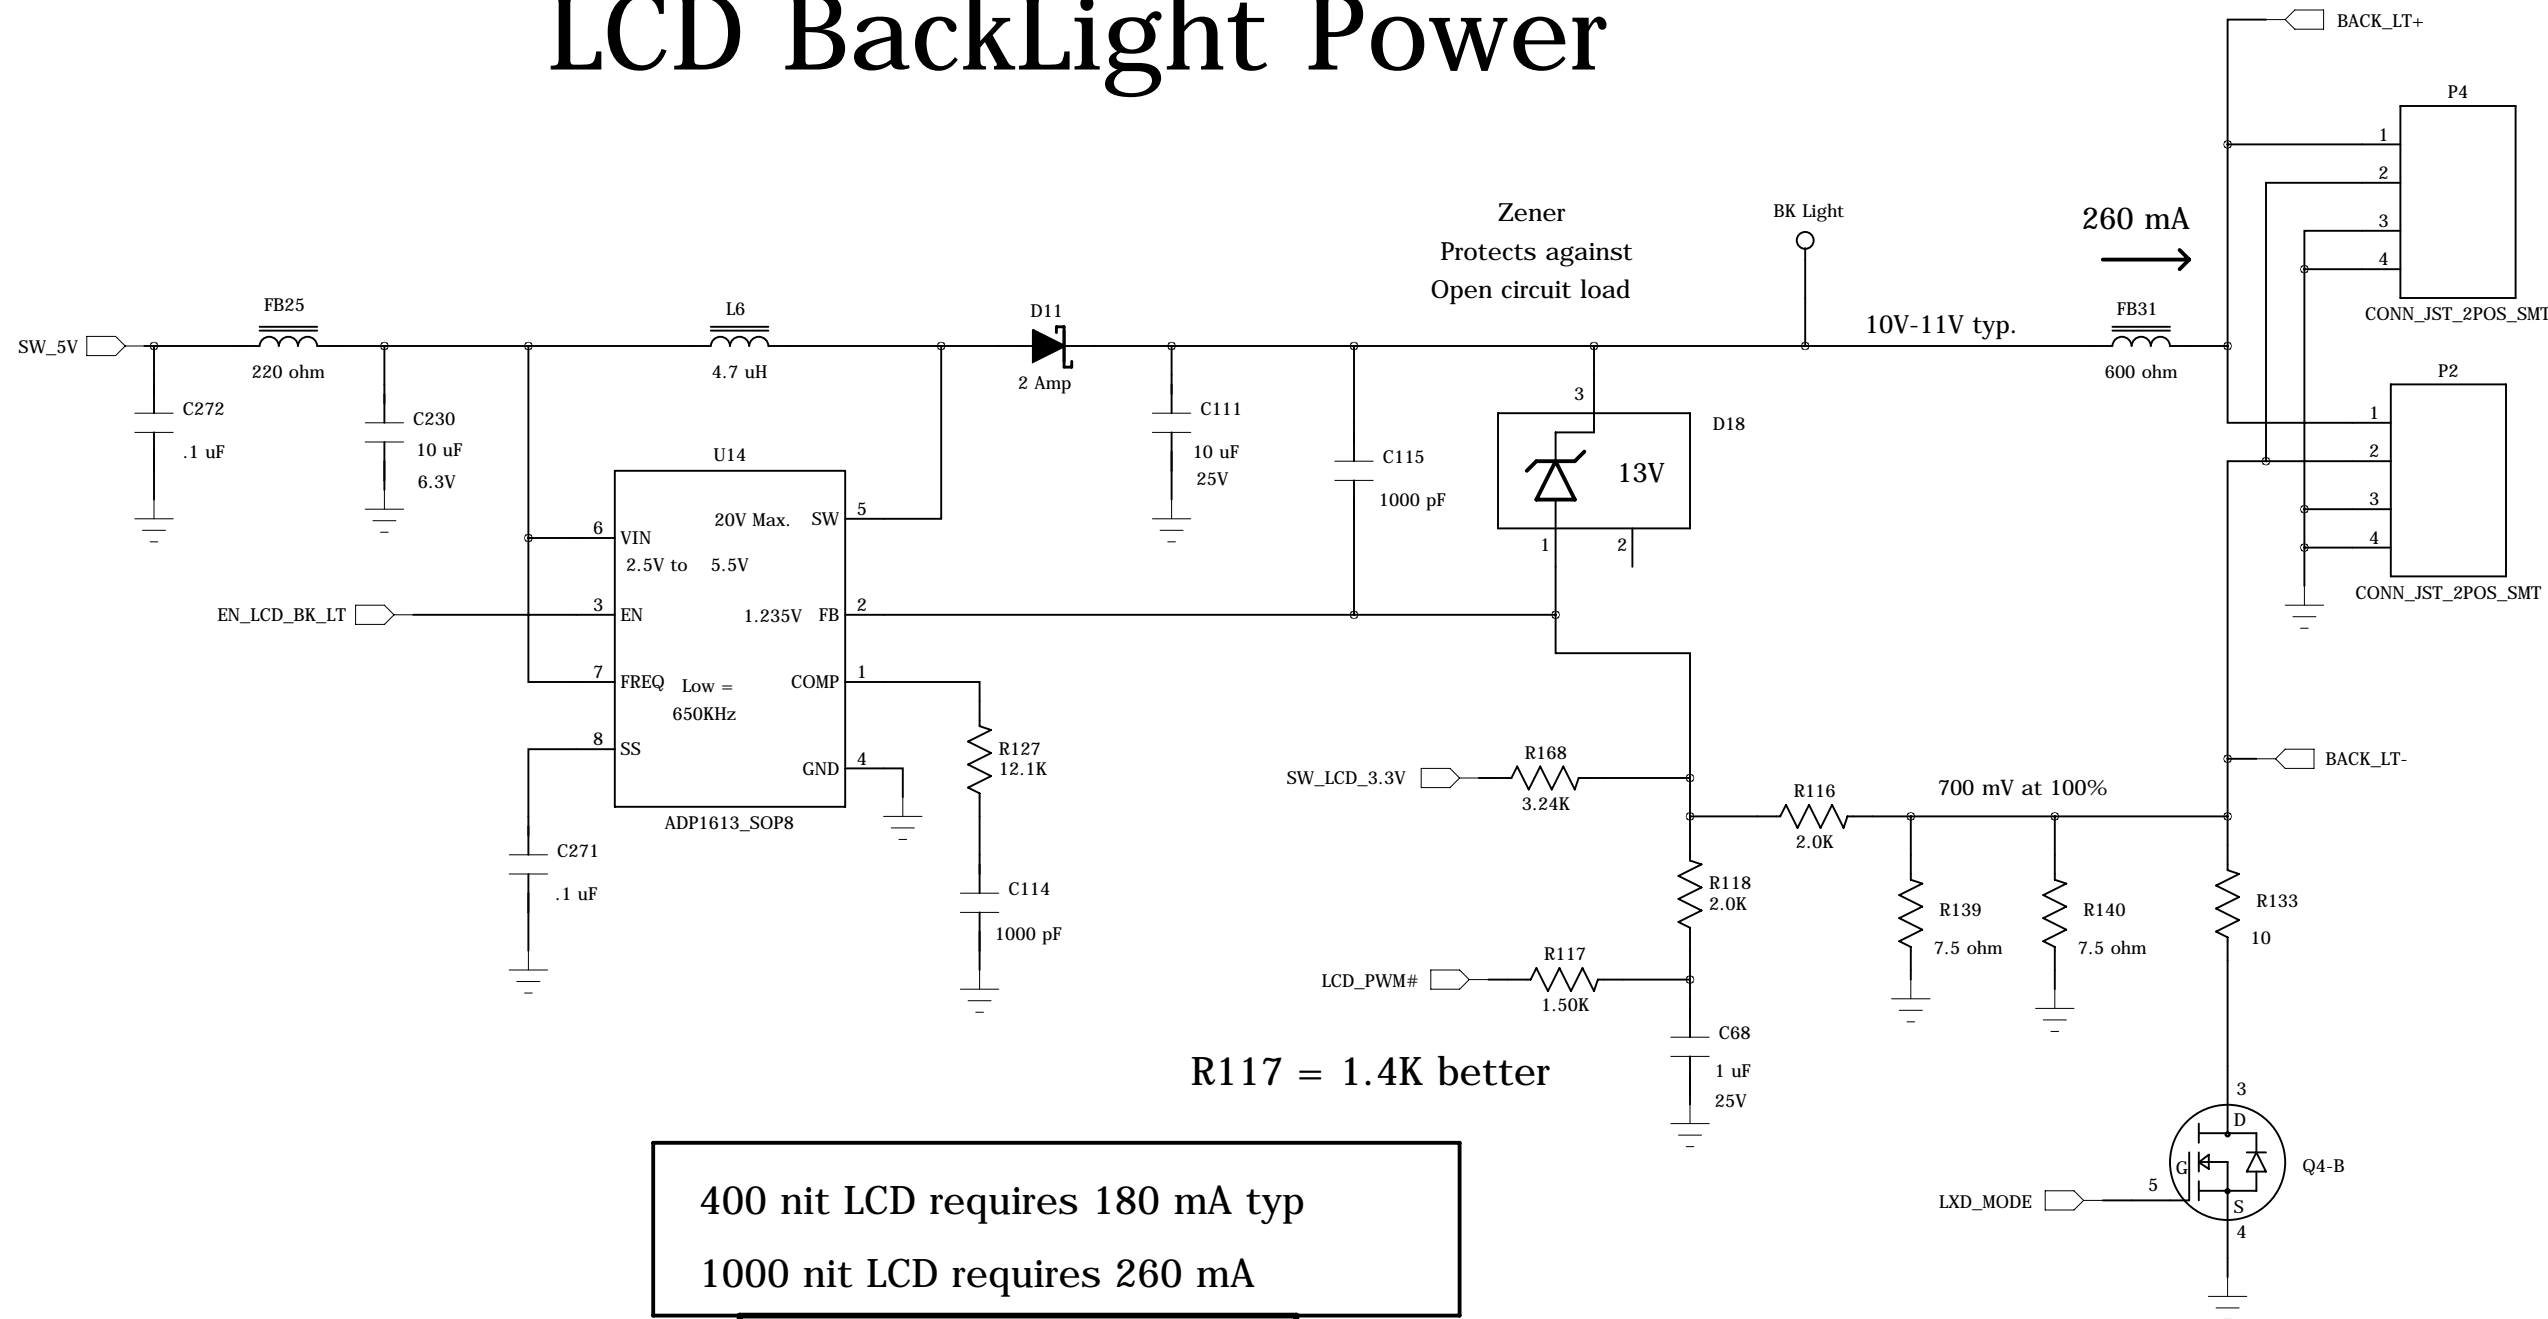 LCD BackLight Power
BACK_LT+
P4
1
2
3
4
CONN_JST_2POS_SMT
Zener
Protects against
Open circuit load
BK Light
260 mA
10V-11V typ.
FB31
600 ohm
SW_5V
FB25
220 ohm
L6
4.7 uH
D11
2 Amp
C272
.1 uF
C230
10 uF
6.3V
C111
10 uF
25V
C115
1000 pF
3
D18
13V
1
2
P2
1
2
3
4
CONN_JST_2POS_SMT
U14
20V Max. SW
5
6
VIN
2.5V to 5.5V
EN_LCD_BK_LT
3
EN
1.235V FB
2
7
FREQ Low =
650KHz
COMP
1
8
SS
GND
4
ADP1613_SOP8
R127
12.1K
C271
.1 uF
C114
1000 pF
SW_LCD_3.3V
R168
3.24K
R116
2.0K
700 mV at 100%
BACK_LT-
R118
2.0K
R139
7.5 ohm
R140
7.5 ohm
R133
10
LCD_PWM#
R117
1.50K
C68
1 uF
25V
R117 = 1.4K better
3
D
G
S
Q4-B
5
4
LXD_MODE
400 nit LCD requires 180 mA typ
1000 nit LCD requires 260 mA